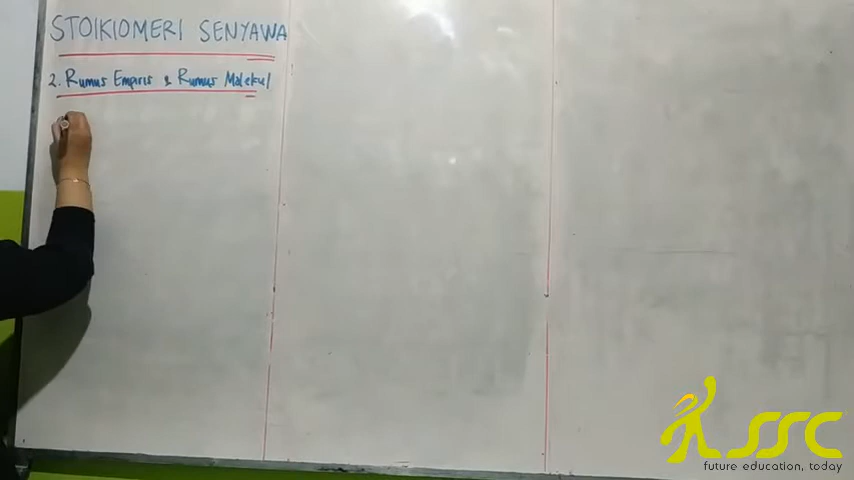 STOIKIOMERI SENYAWA
2. Rumus Empiris & Rumus Molekul
SSC
future education, today